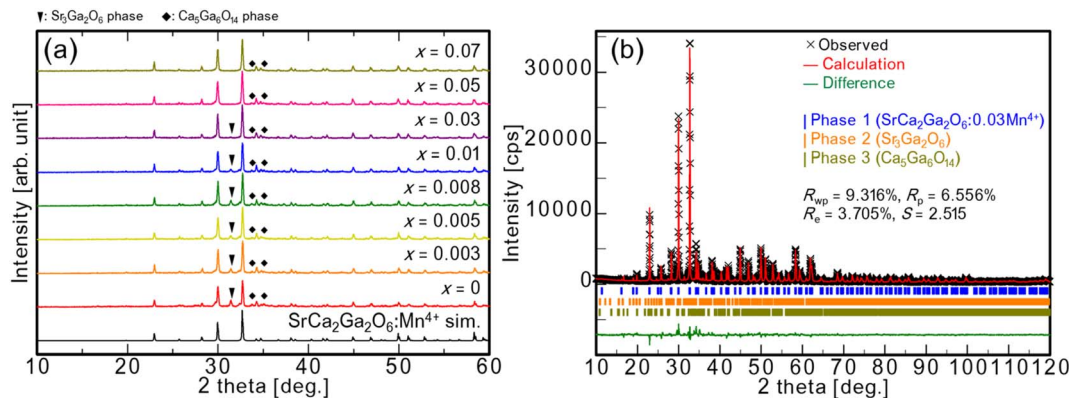 ▼: Sr₃Ga₂O₆ phase ◆: Ca₅Ga₆O₁₄ phase
(a)
x = 0.07
x = 0.05
x = 0.03
x = 0.01
x = 0.008
x = 0.005
x = 0.003
x = 0
SrCa₂Ga₂O₆:Mn⁴⁺ sim.
Intensity [arb. unit]
10 20 30 40 50 60
2 theta [deg.]
(b)
× Observed
Calculation
Difference
Phase 1 (SrCa₂Ga₂O₆:0.03Mn⁴⁺)
Phase 2 (Sr₃Ga₂O₆)
Phase 3 (Ca₅Ga₆O₁₄)
Rwp = 9.316%, Rp = 6.556%
Re = 3.705%, S = 2.515
Intensity [cps]
30000
20000
10000
0
10 20 30 40 50 60 70 80 90 100 110 120
2 theta [deg.]